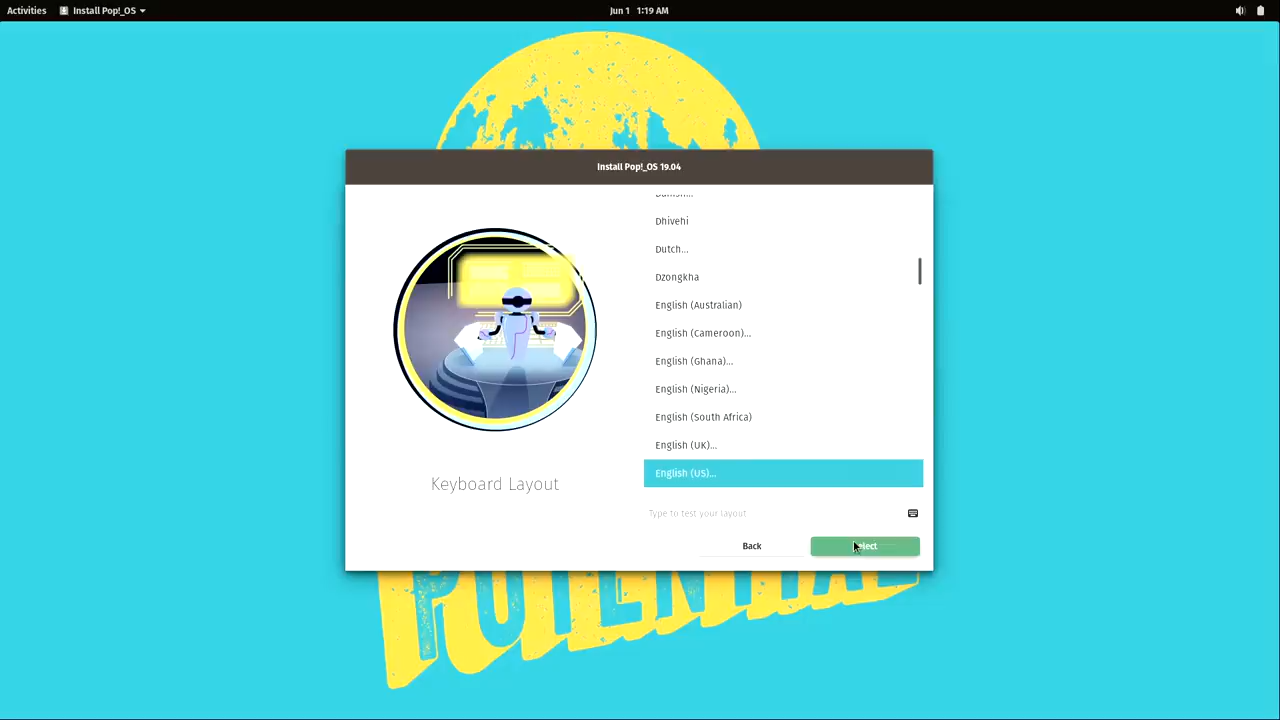 Activities
Install Pop!_OS
Jun 1 1:19 AM
Install Pop!_OS 19.04
Dhivehi
Dutch...
Dzongkha
English (Australian)
English (Cameroon)...
English (Ghana)...
English (Nigeria)...
English (South Africa)
English (UK)...
English (US)...
Keyboard Layout
Type to test your layout
Back
Select
POTENTIAL